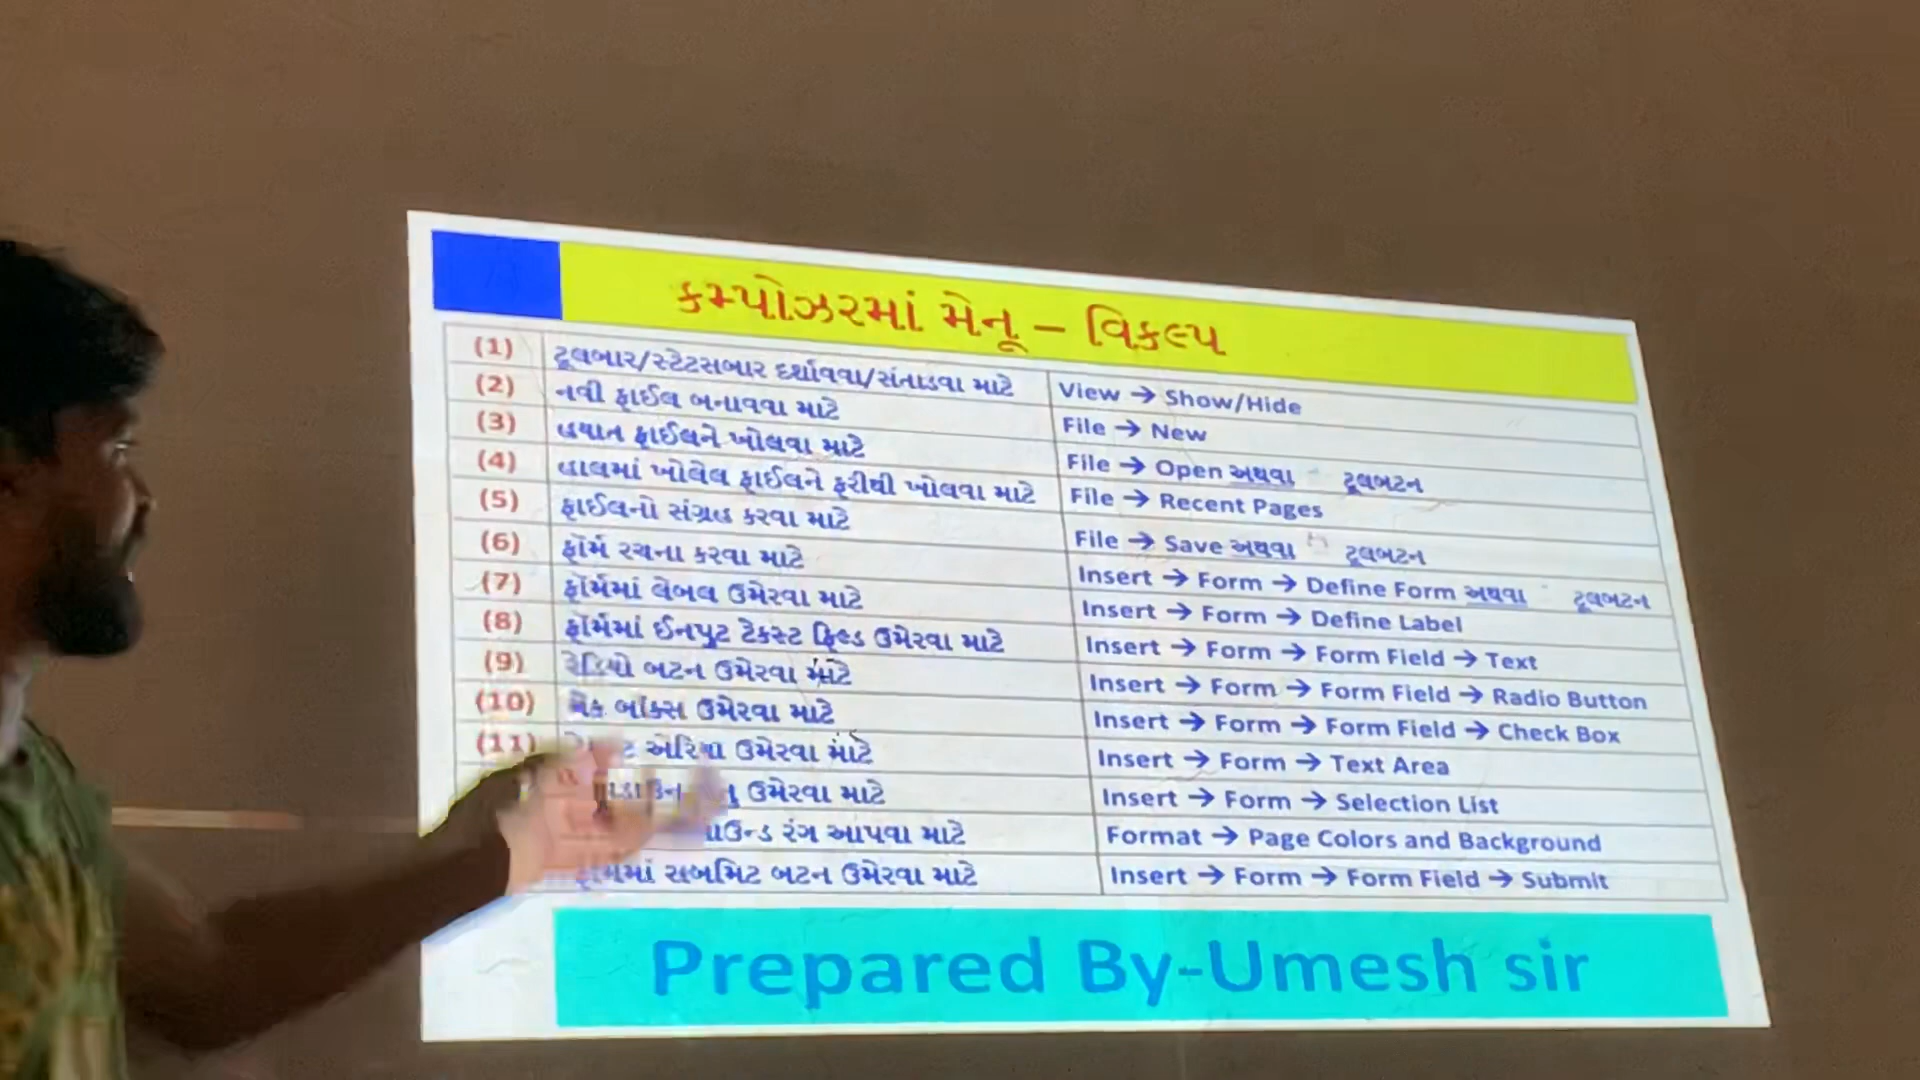 કમ્પોઝરમાં મેનૂ – વિકલ્પ
(1) ટૂલબાર/સ્ટેટસબાર દર્શાવવા/સંતાડવા માટે View → Show/Hide
(2) નવી ફાઈલ બનાવવા માટે File → New
(3) હયાત ફાઈલને ખોલવા માટે File → Open અથવા ટૂલબટન
(4) હાલમાં ખોલેલ ફાઈલને ફરીથી ખોલવા માટે File → Recent Pages
(5) ફાઈલનો સંગ્રહ કરવા માટે File → Save અથવા ટૂલબટન
(6) ફોર્મ રચના કરવા માટે Insert → Form → Define Form અથવા ટૂલબટન
(7) ફોર્મમાં લેબલ ઉમેરવા માટે Insert → Form → Define Label
(8) ફોર્મમાં ઈનપુટ ટેકસ્ટ ફિલ્ડ ઉમેરવા માટે Insert → Form → Form Field → Text
(9) રેડિયો બટન ઉમેરવા માટે Insert → Form → Form Field → Radio Button
(10) ચેક બૉક્સ ઉમેરવા માટે Insert → Form → Form Field → Check Box
(11) એરિયા ઉમેરવા માટે Insert → Form → Text Area
ઉમેરવા માટે Insert → Form → Selection List
રંગ આપવા માટે Format → Page Colors and Background
ફોર્મમાં સબમિટ બટન ઉમેરવા માટે Insert → Form → Form Field → Submit
Prepared By-Umesh sir